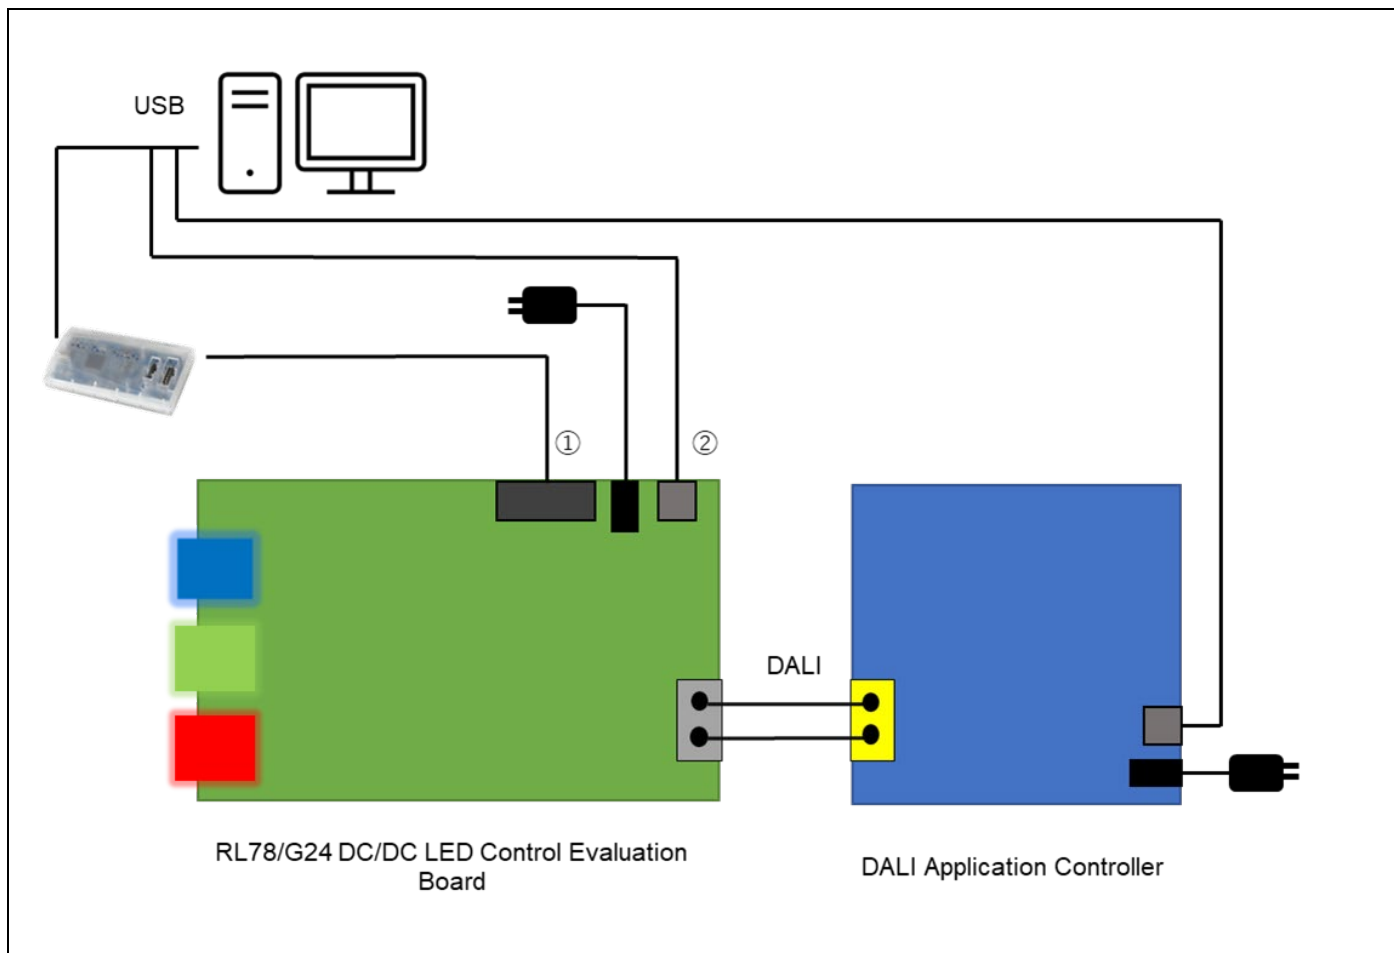 USB
① ②
DALI
RL78/G24 DC/DC LED Control Evaluation
Board
DALI Application Controller